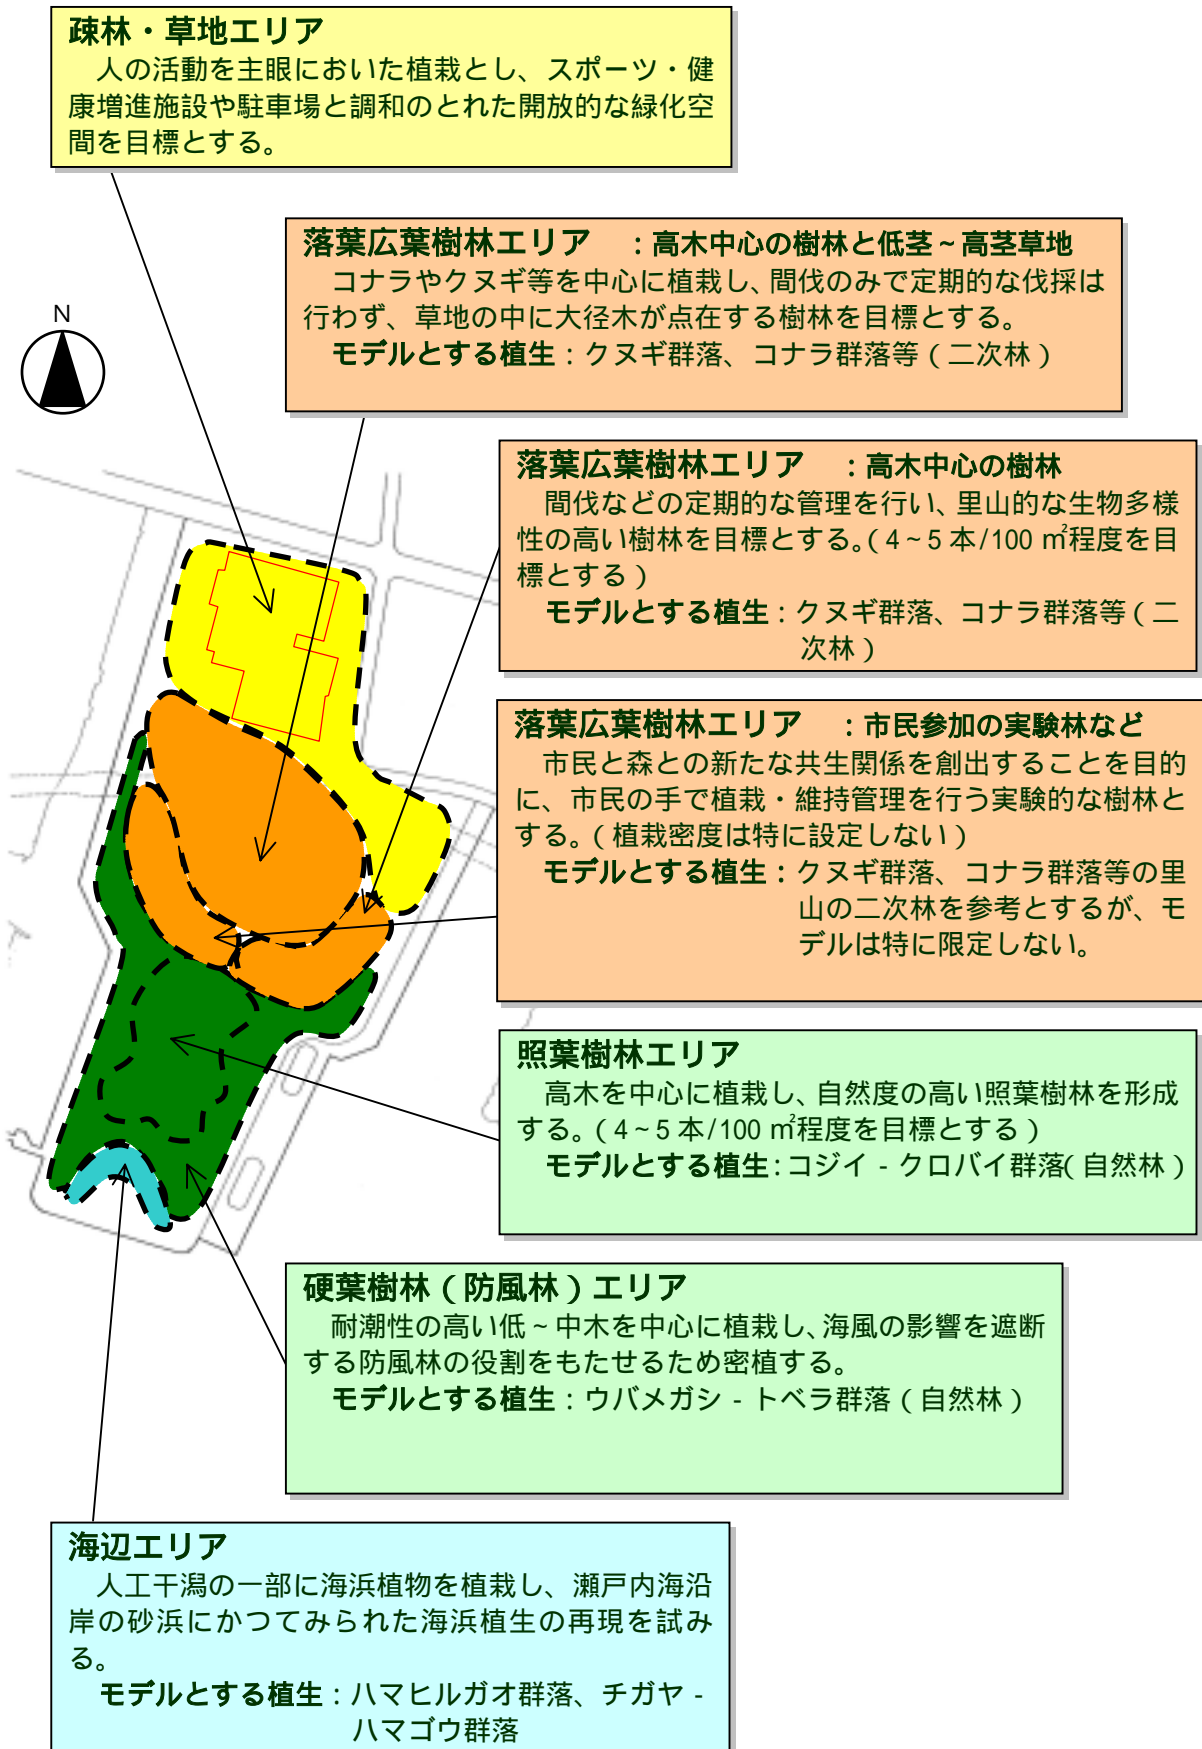 疎林・草地エリア
人の活動を主眼においた植栽とし、スポーツ・健
康増進施設や駐車場と調和のとれた開放的な緑化空
間を目標とする。
落葉広葉樹林エリア　：高木中心の樹林と低茎~高茎草地
コナラやクヌギ等を中心に植栽し、間伐のみで定期的な伐採は
行わず、草地の中に大径木が点在する樹林を目標とする。
モデルとする植生：クヌギ群落、コナラ群落等（二次林）
N
落葉広葉樹林エリア　：高木中心の樹林
間伐などの定期的な管理を行い、里山的な生物多様
性の高い樹林を目標とする。（4~5本/100㎡程度を目
標とする）
モデルとする植生：クヌギ群落、コナラ群落等（二
次林）
落葉広葉樹林エリア　：市民参加の実験林など
市民と森との新たな共生関係を創出することを目的
に、市民の手で植栽・維持管理を行う実験的な樹林と
する。（植栽密度は特に設定しない）
モデルとする植生：クヌギ群落、コナラ群落等の里
山の二次林を参考とするが、モ
デルは特に限定しない。
照葉樹林エリア
高木を中心に植栽し、自然度の高い照葉樹林を形成
する。（4~5本/100㎡程度を目標とする）
モデルとする植生：コジイ‐クロバイ群落（自然林）
硬葉樹林（防風林）エリア
耐潮性の高い低~中木を中心に植栽し、海風の影響を遮断
する防風林の役割をもたせるため密植する。
モデルとする植生：ウバメガシ‐トベラ群落（自然林）
海辺エリア
人工干潟の一部に海浜植物を植栽し、瀬戸内海沿
岸の砂浜にかつてみられた海浜植生の再現を試み
る。
モデルとする植生：ハマヒルガオ群落、チガヤ‐
ハマゴウ群落